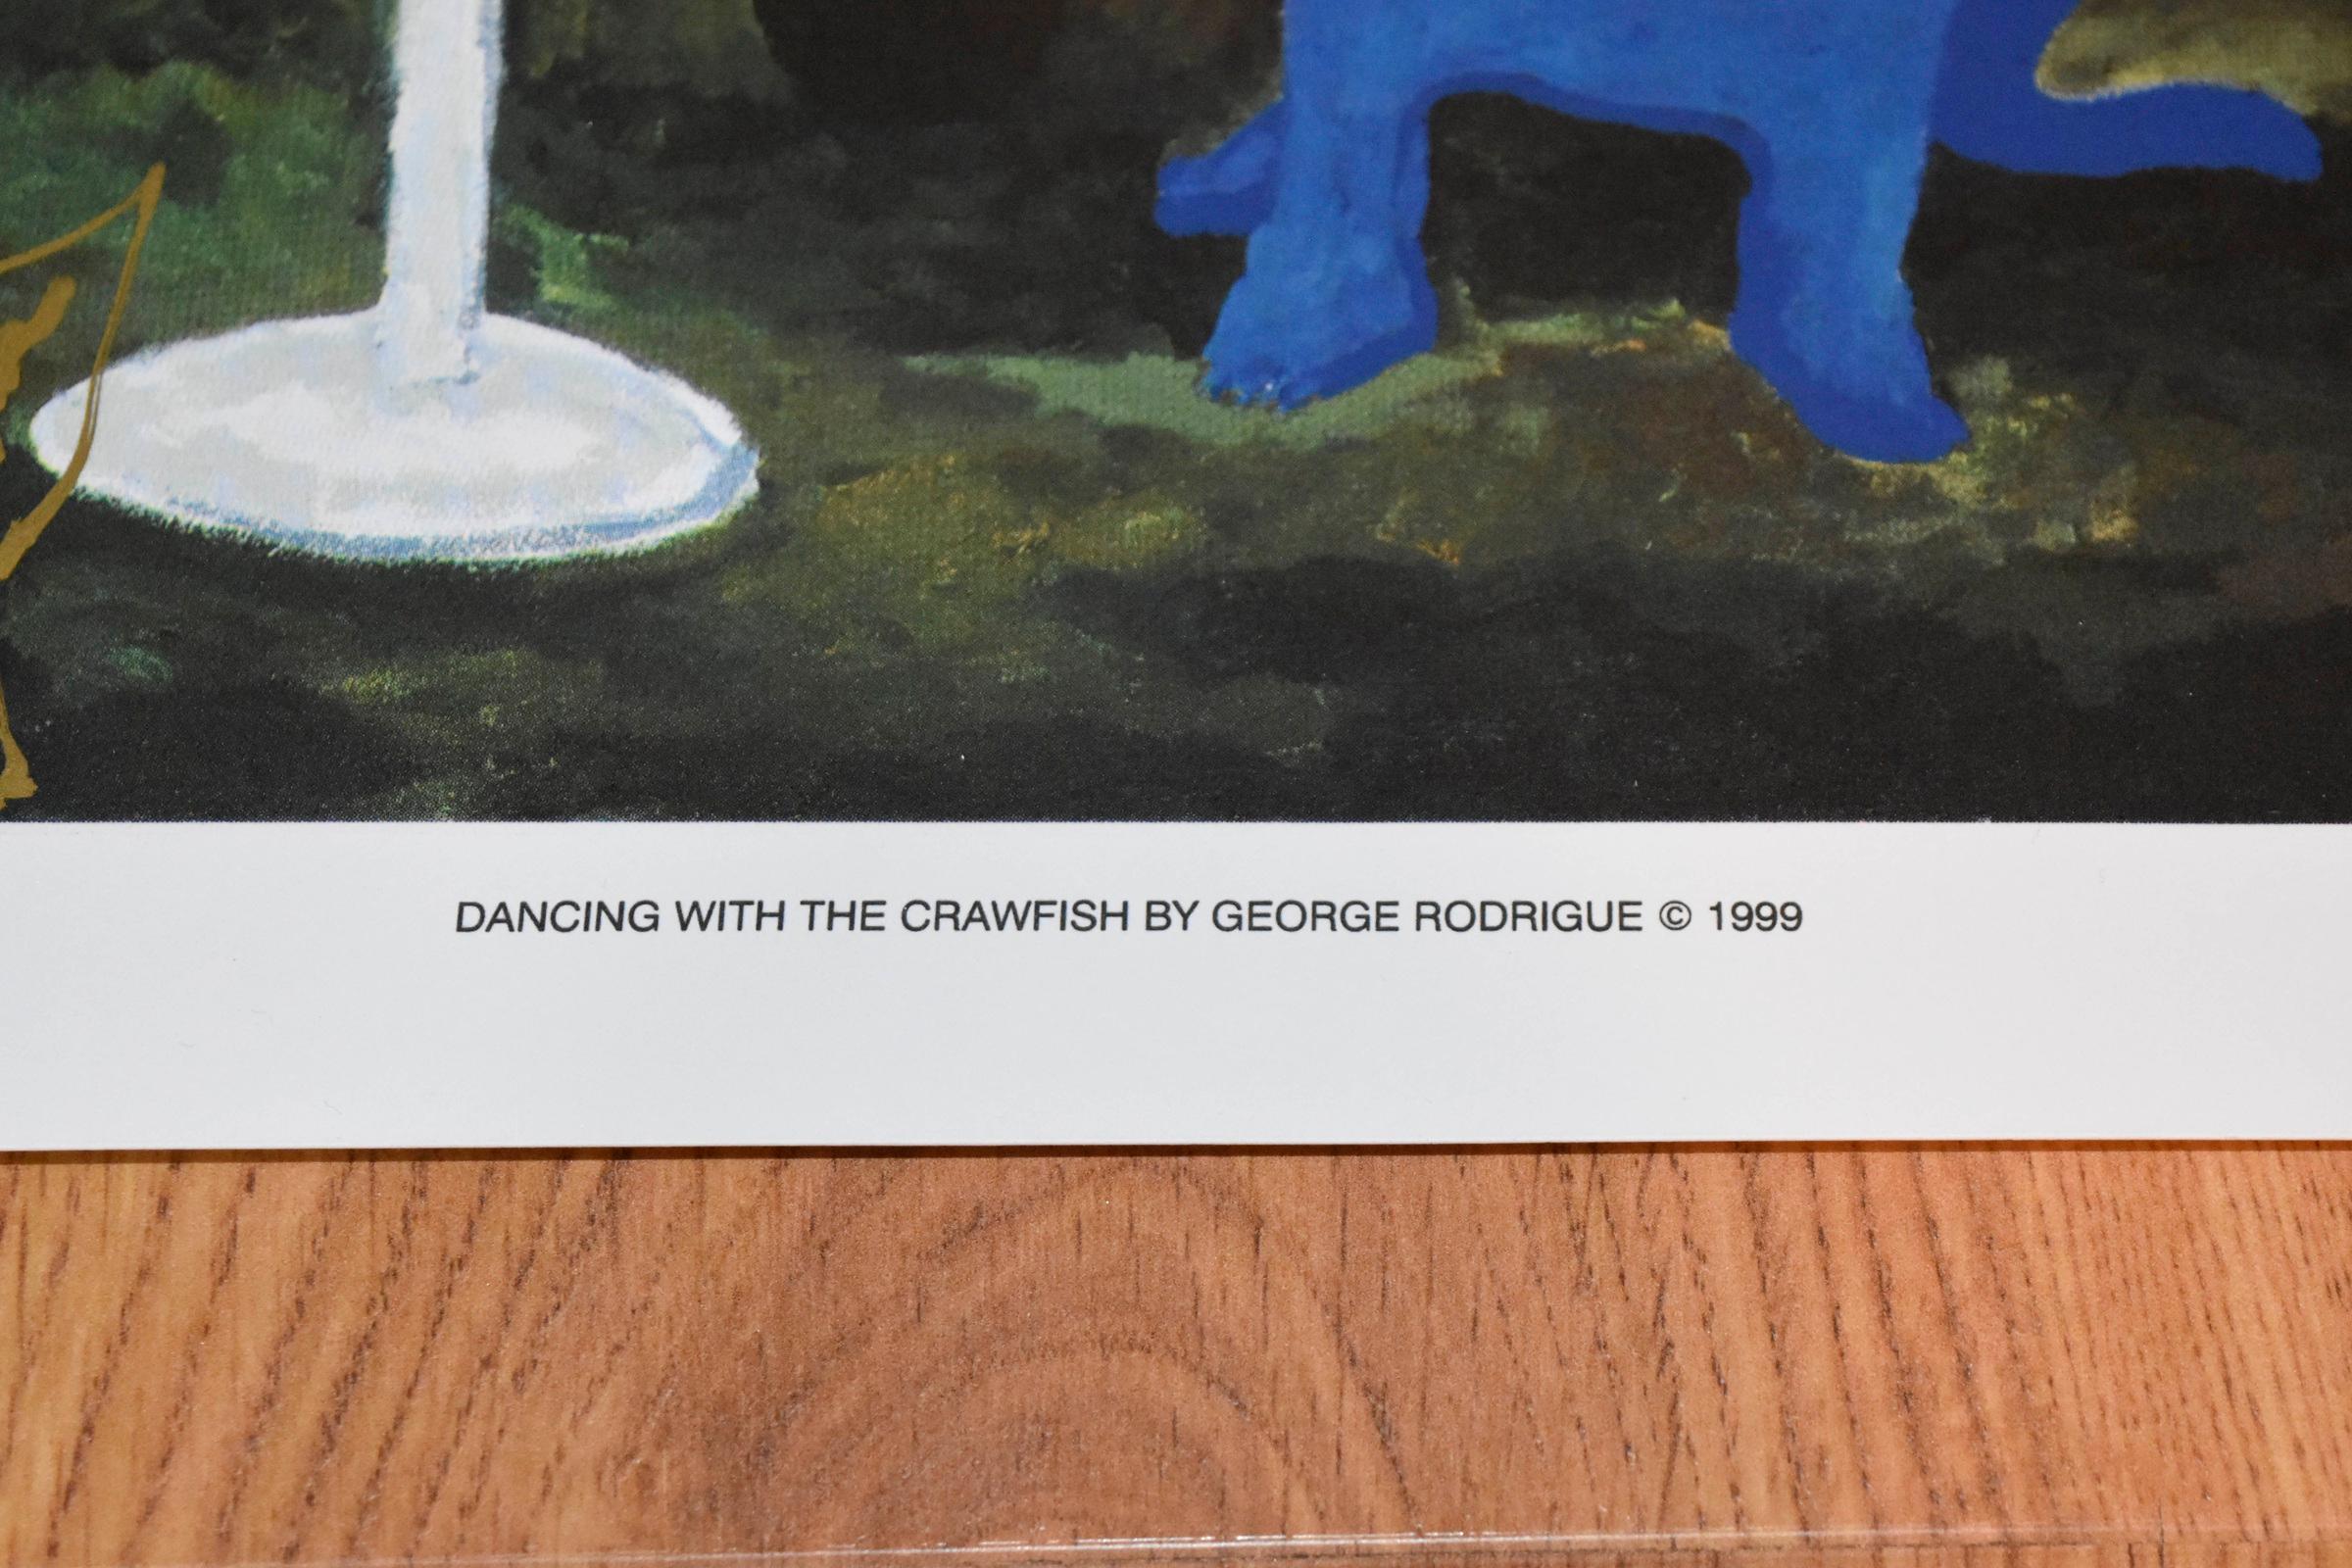 DANCING WITH THE CRAWFISH BY GEORGE RODRIGUE © 1999